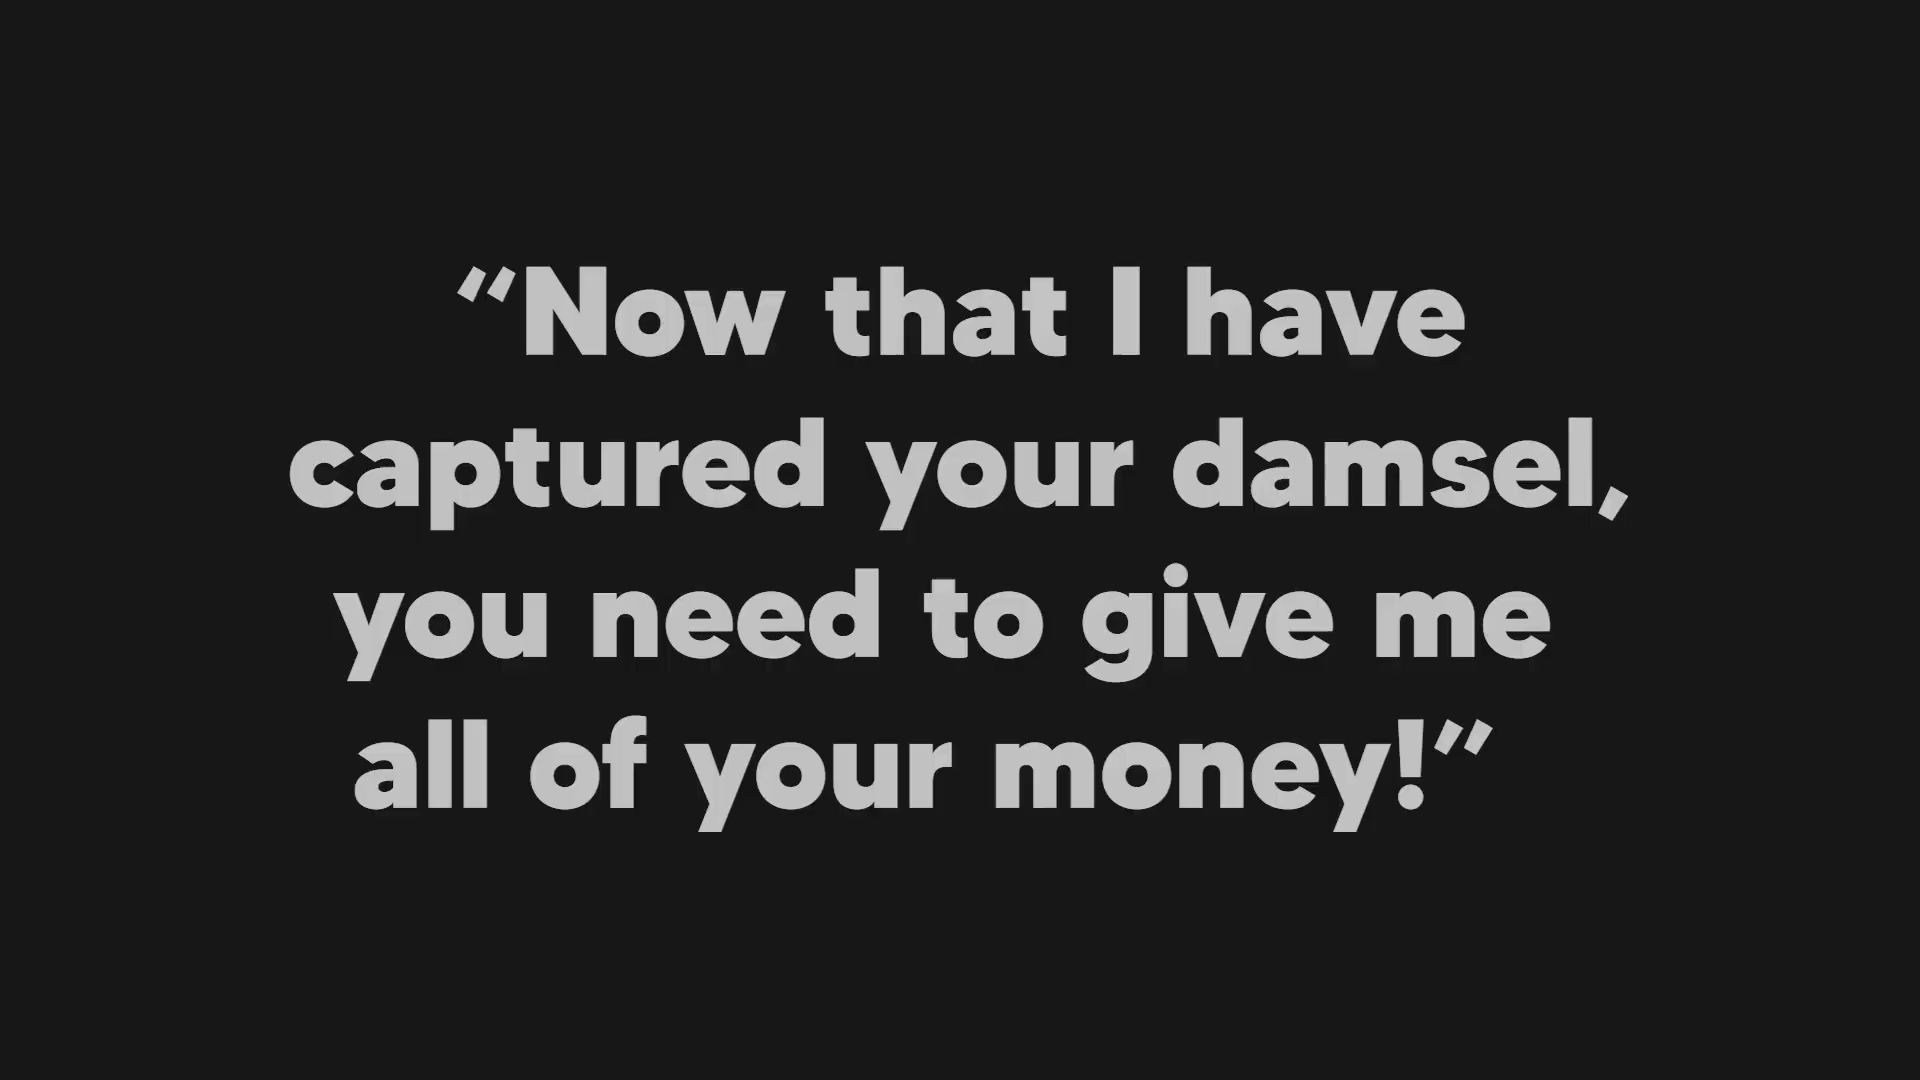 “Now that I have
captured your damsel,
you need to give me
all of your money!”